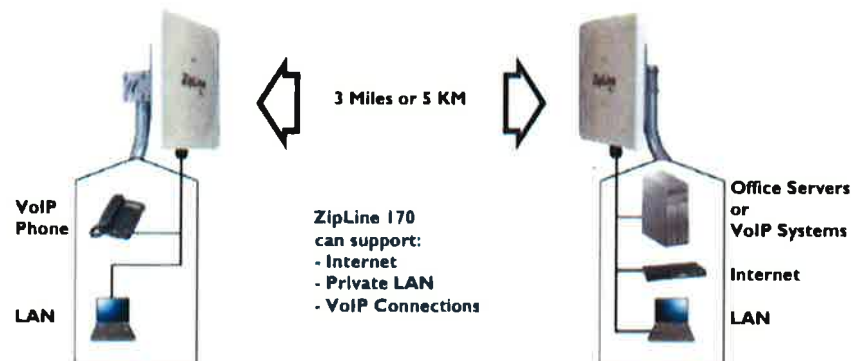 ZipLine
ZipLine
3 Miles or 5 KM
VoIP
Phone
LAN
ZipLine 170
can support:
- Internet
- Private LAN
- VoIP Connections
Office Servers
or
VoIP Systems
Internet
LAN